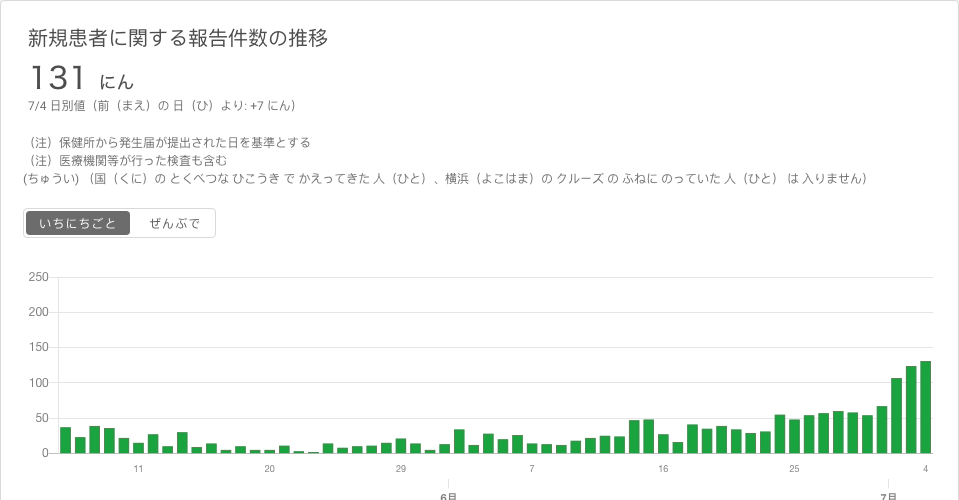 新規患者に関する報告件数の推移
131 にん
7/4 日別値（前（まえ）の 日（ひ）より: +7 にん）
（注）保健所から発生届が提出された日を基準とする
（注）医療機関等が行った検査も含む
(ちゅうい) （国（くに）の とくべつな ひこうき で かえってきた 人（ひと）、横浜（よこはま）の クルーズ の ふねに のっていた 人（ひと） は 入りません）
いちにちごと ぜんぶで
250
200
150
100
50
0
11 20 29 7 16 25 4
6月 7月